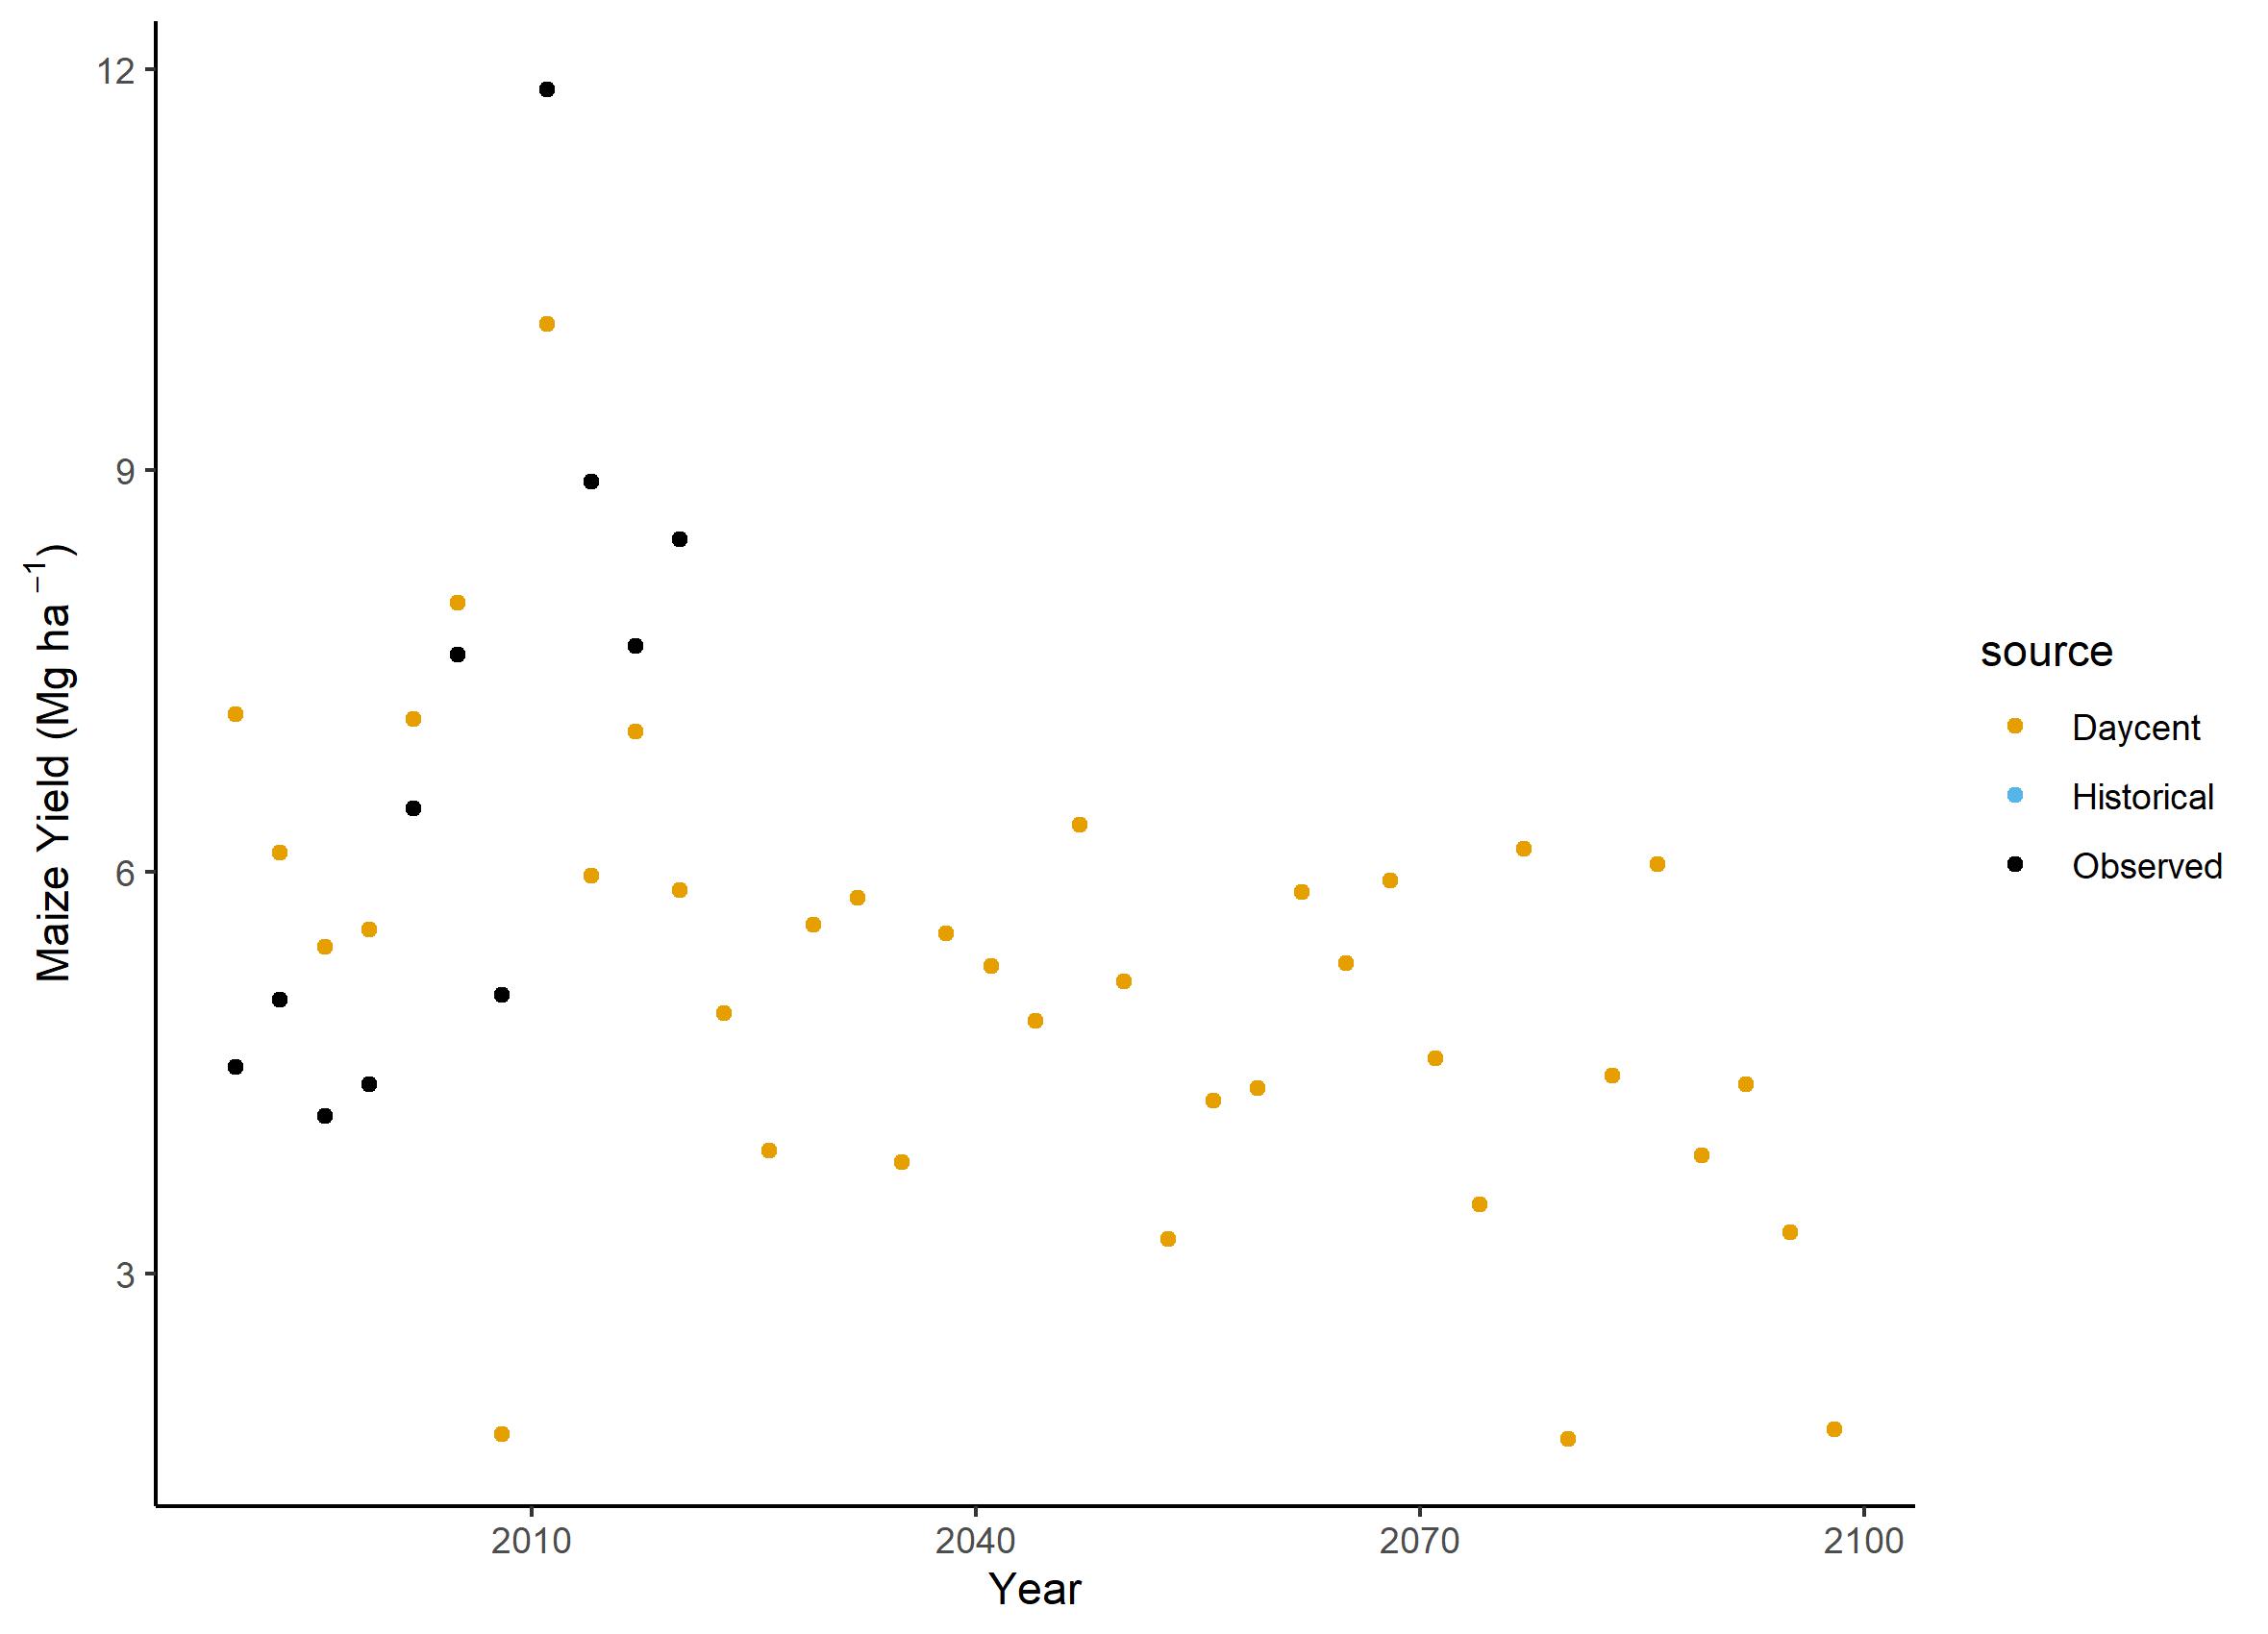 12
9
6
3
Maize Yield (Mg ha⁻¹)
2010 2040 2070 2100
Year
source
Daycent
Historical
Observed